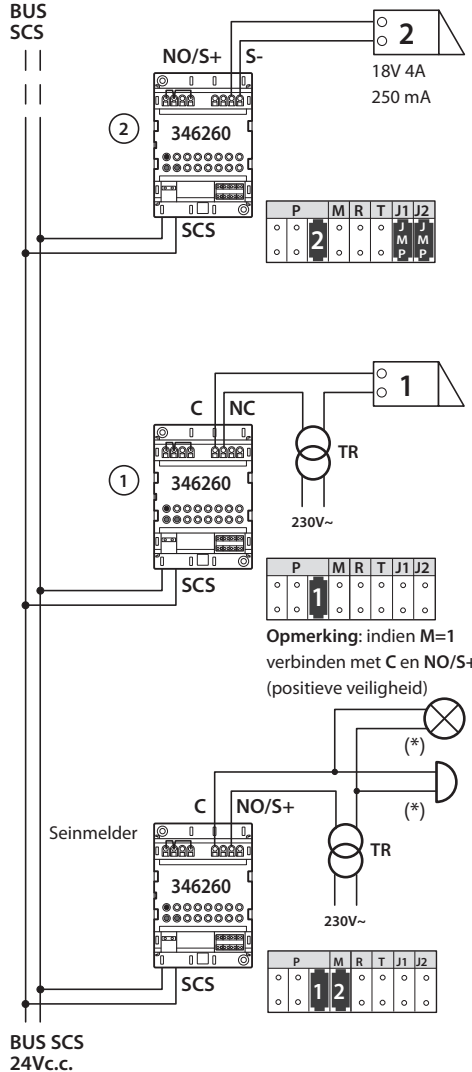 BUS
SCS
NO/S+ S-
2
18V 4A
250 mA
2
346260
SCS
P M R T J1 J2
2 JMP JMP
1
C NC
TR
1
346260
230V~
SCS
P M R T J1 J2
1
Opmerking: indien M=1
verbinden met C en NO/S+
(positieve veiligheid)
(*)
(*)
C NO/S+
Seinmelder
TR
346260
230V~
SCS
P M R T J1 J2
1 2
BUS SCS
24Vc.c.